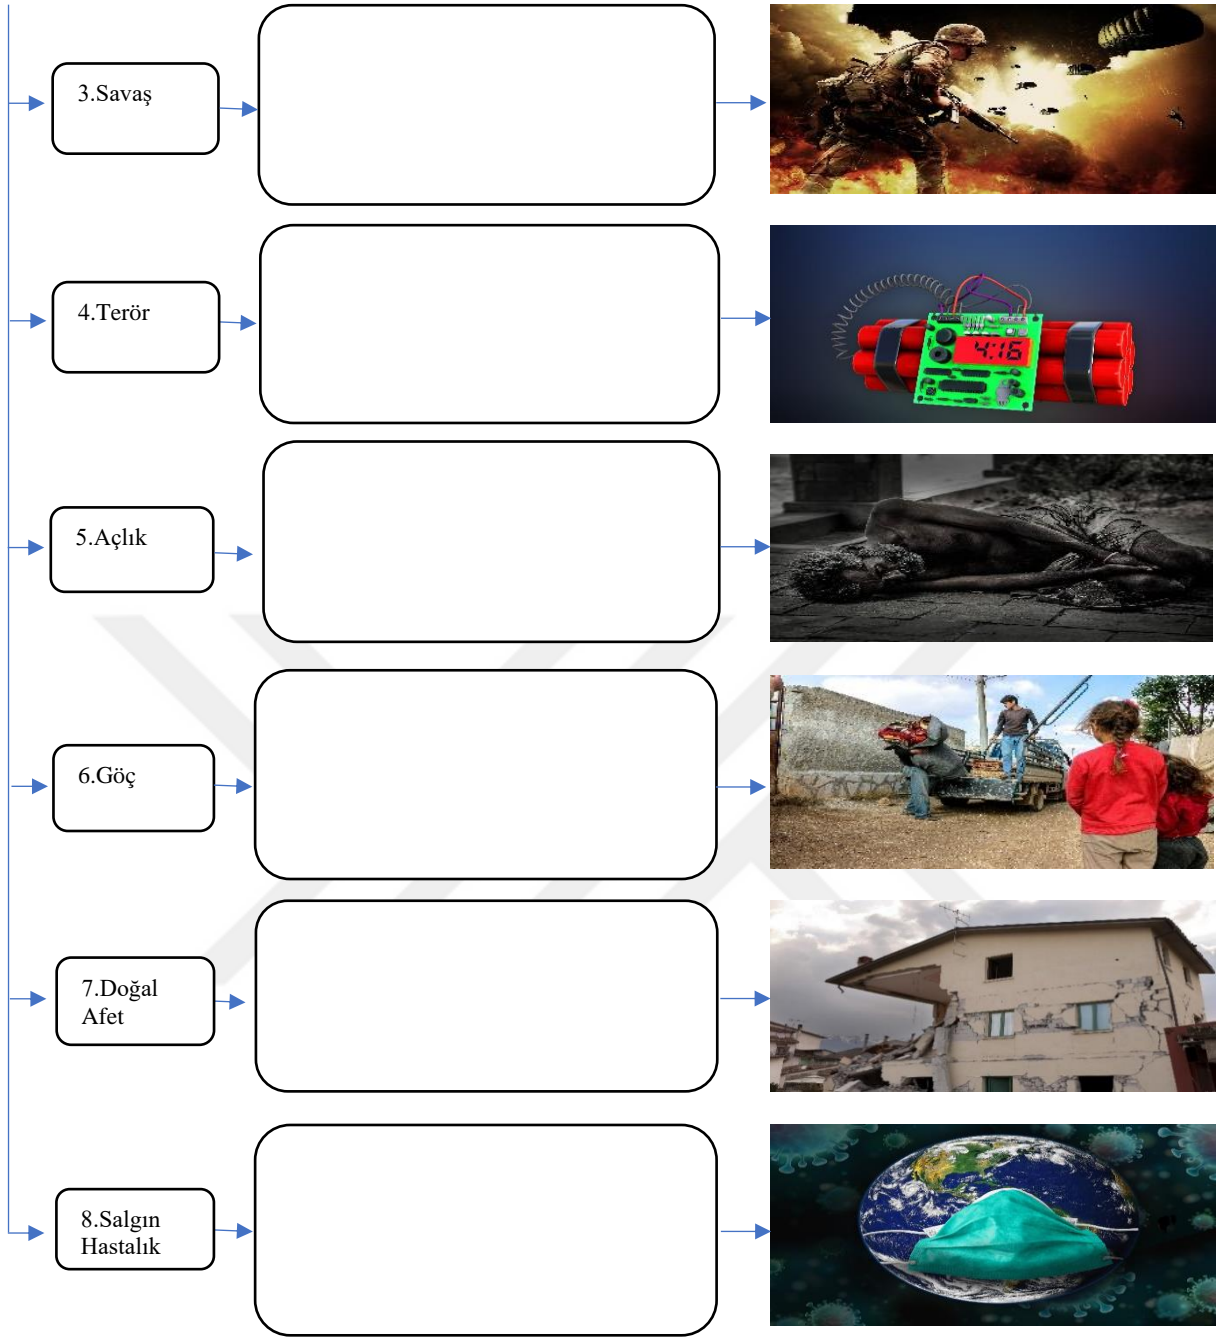 3.Savaş
4.Terör
4:16
5.Açlık
6.Göç
7.Doğal
Afet
8.Salgın
Hastalık